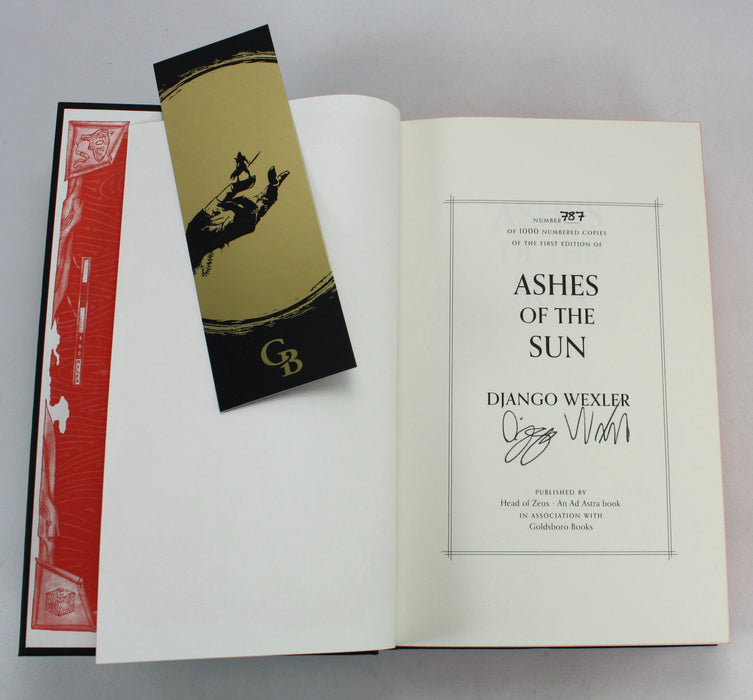 GB
NUMBER 787
OF 1000 NUMBERED COPIES
OF THE FIRST EDITION OF
ASHES
OF THE
SUN
DJANGO WEXLER
PUBLISHED BY
Head of Zeus · An Ad Astra book
IN ASSOCIATION WITH
Goldsboro Books